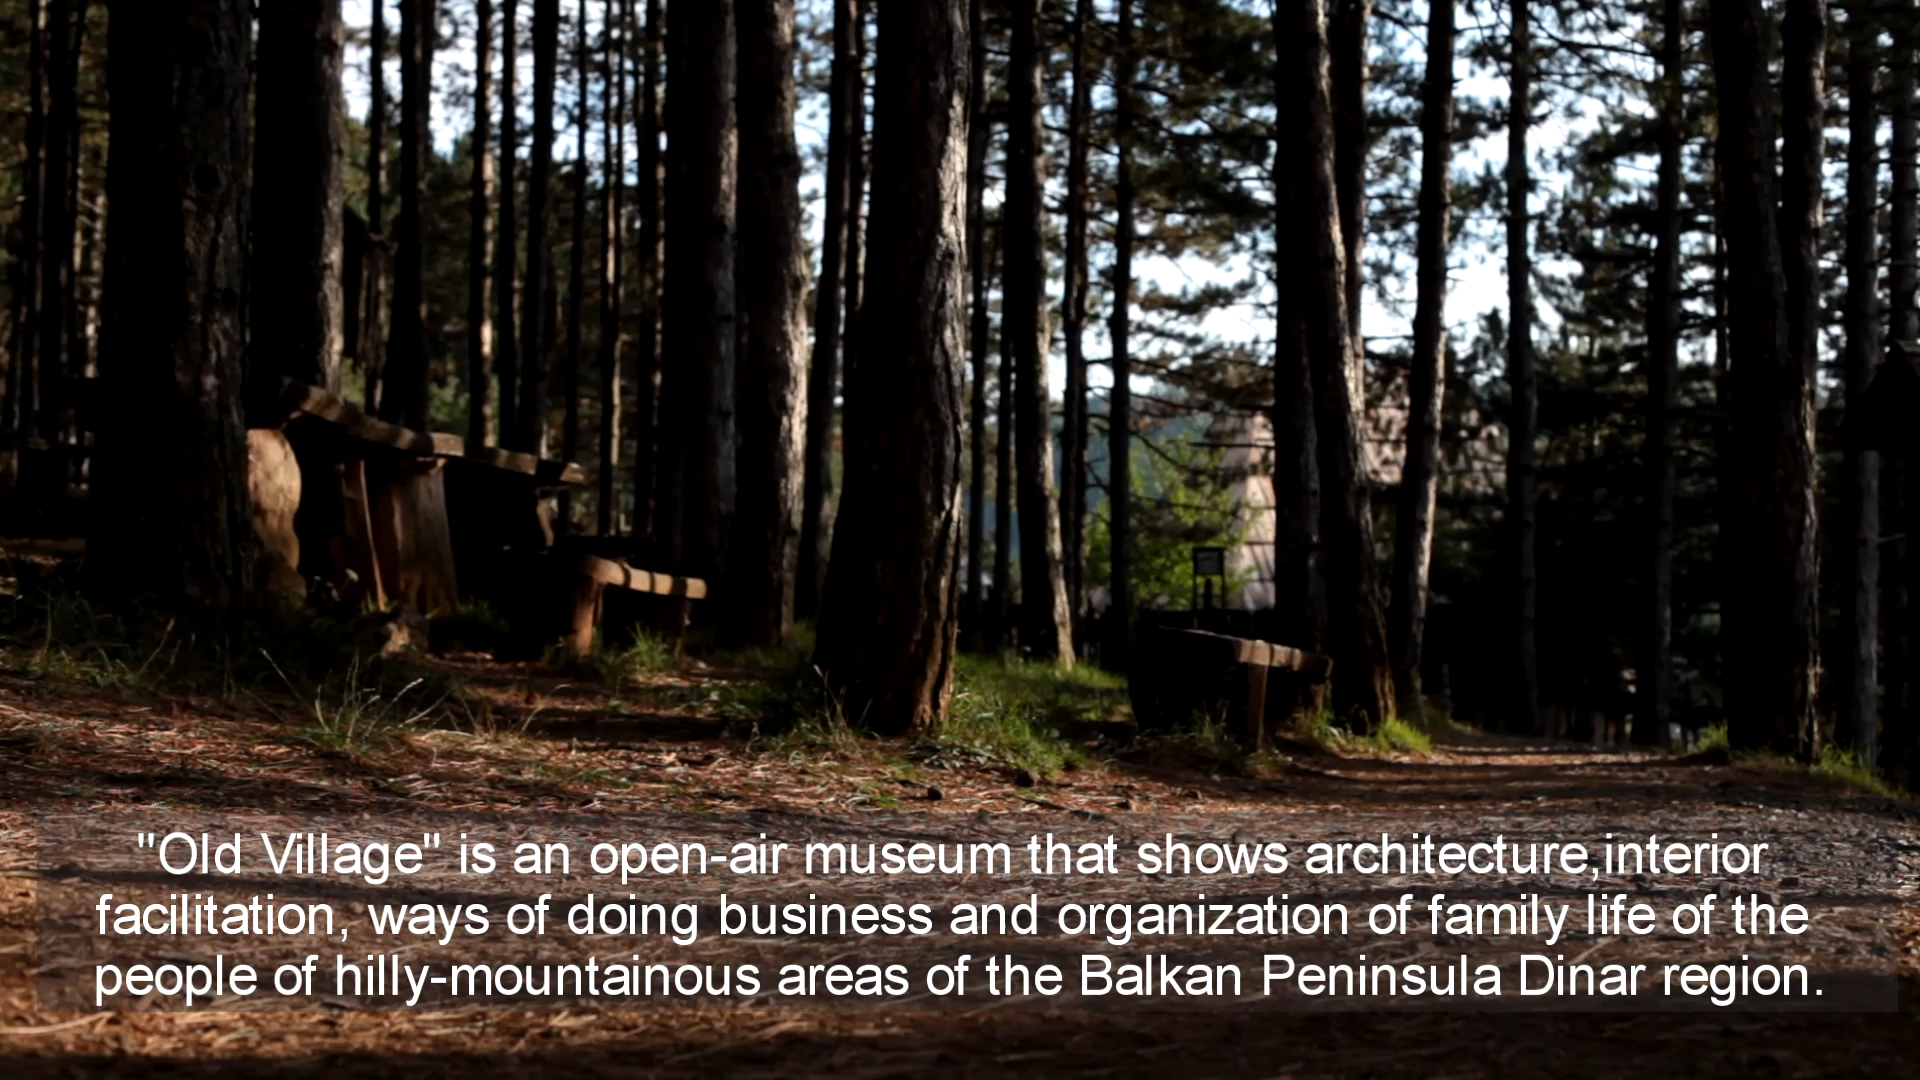 "Old Village" is an open-air museum that shows architecture,interior
facilitation, ways of doing business and organization of family life of the
people of hilly-mountainous areas of the Balkan Peninsula Dinar region.